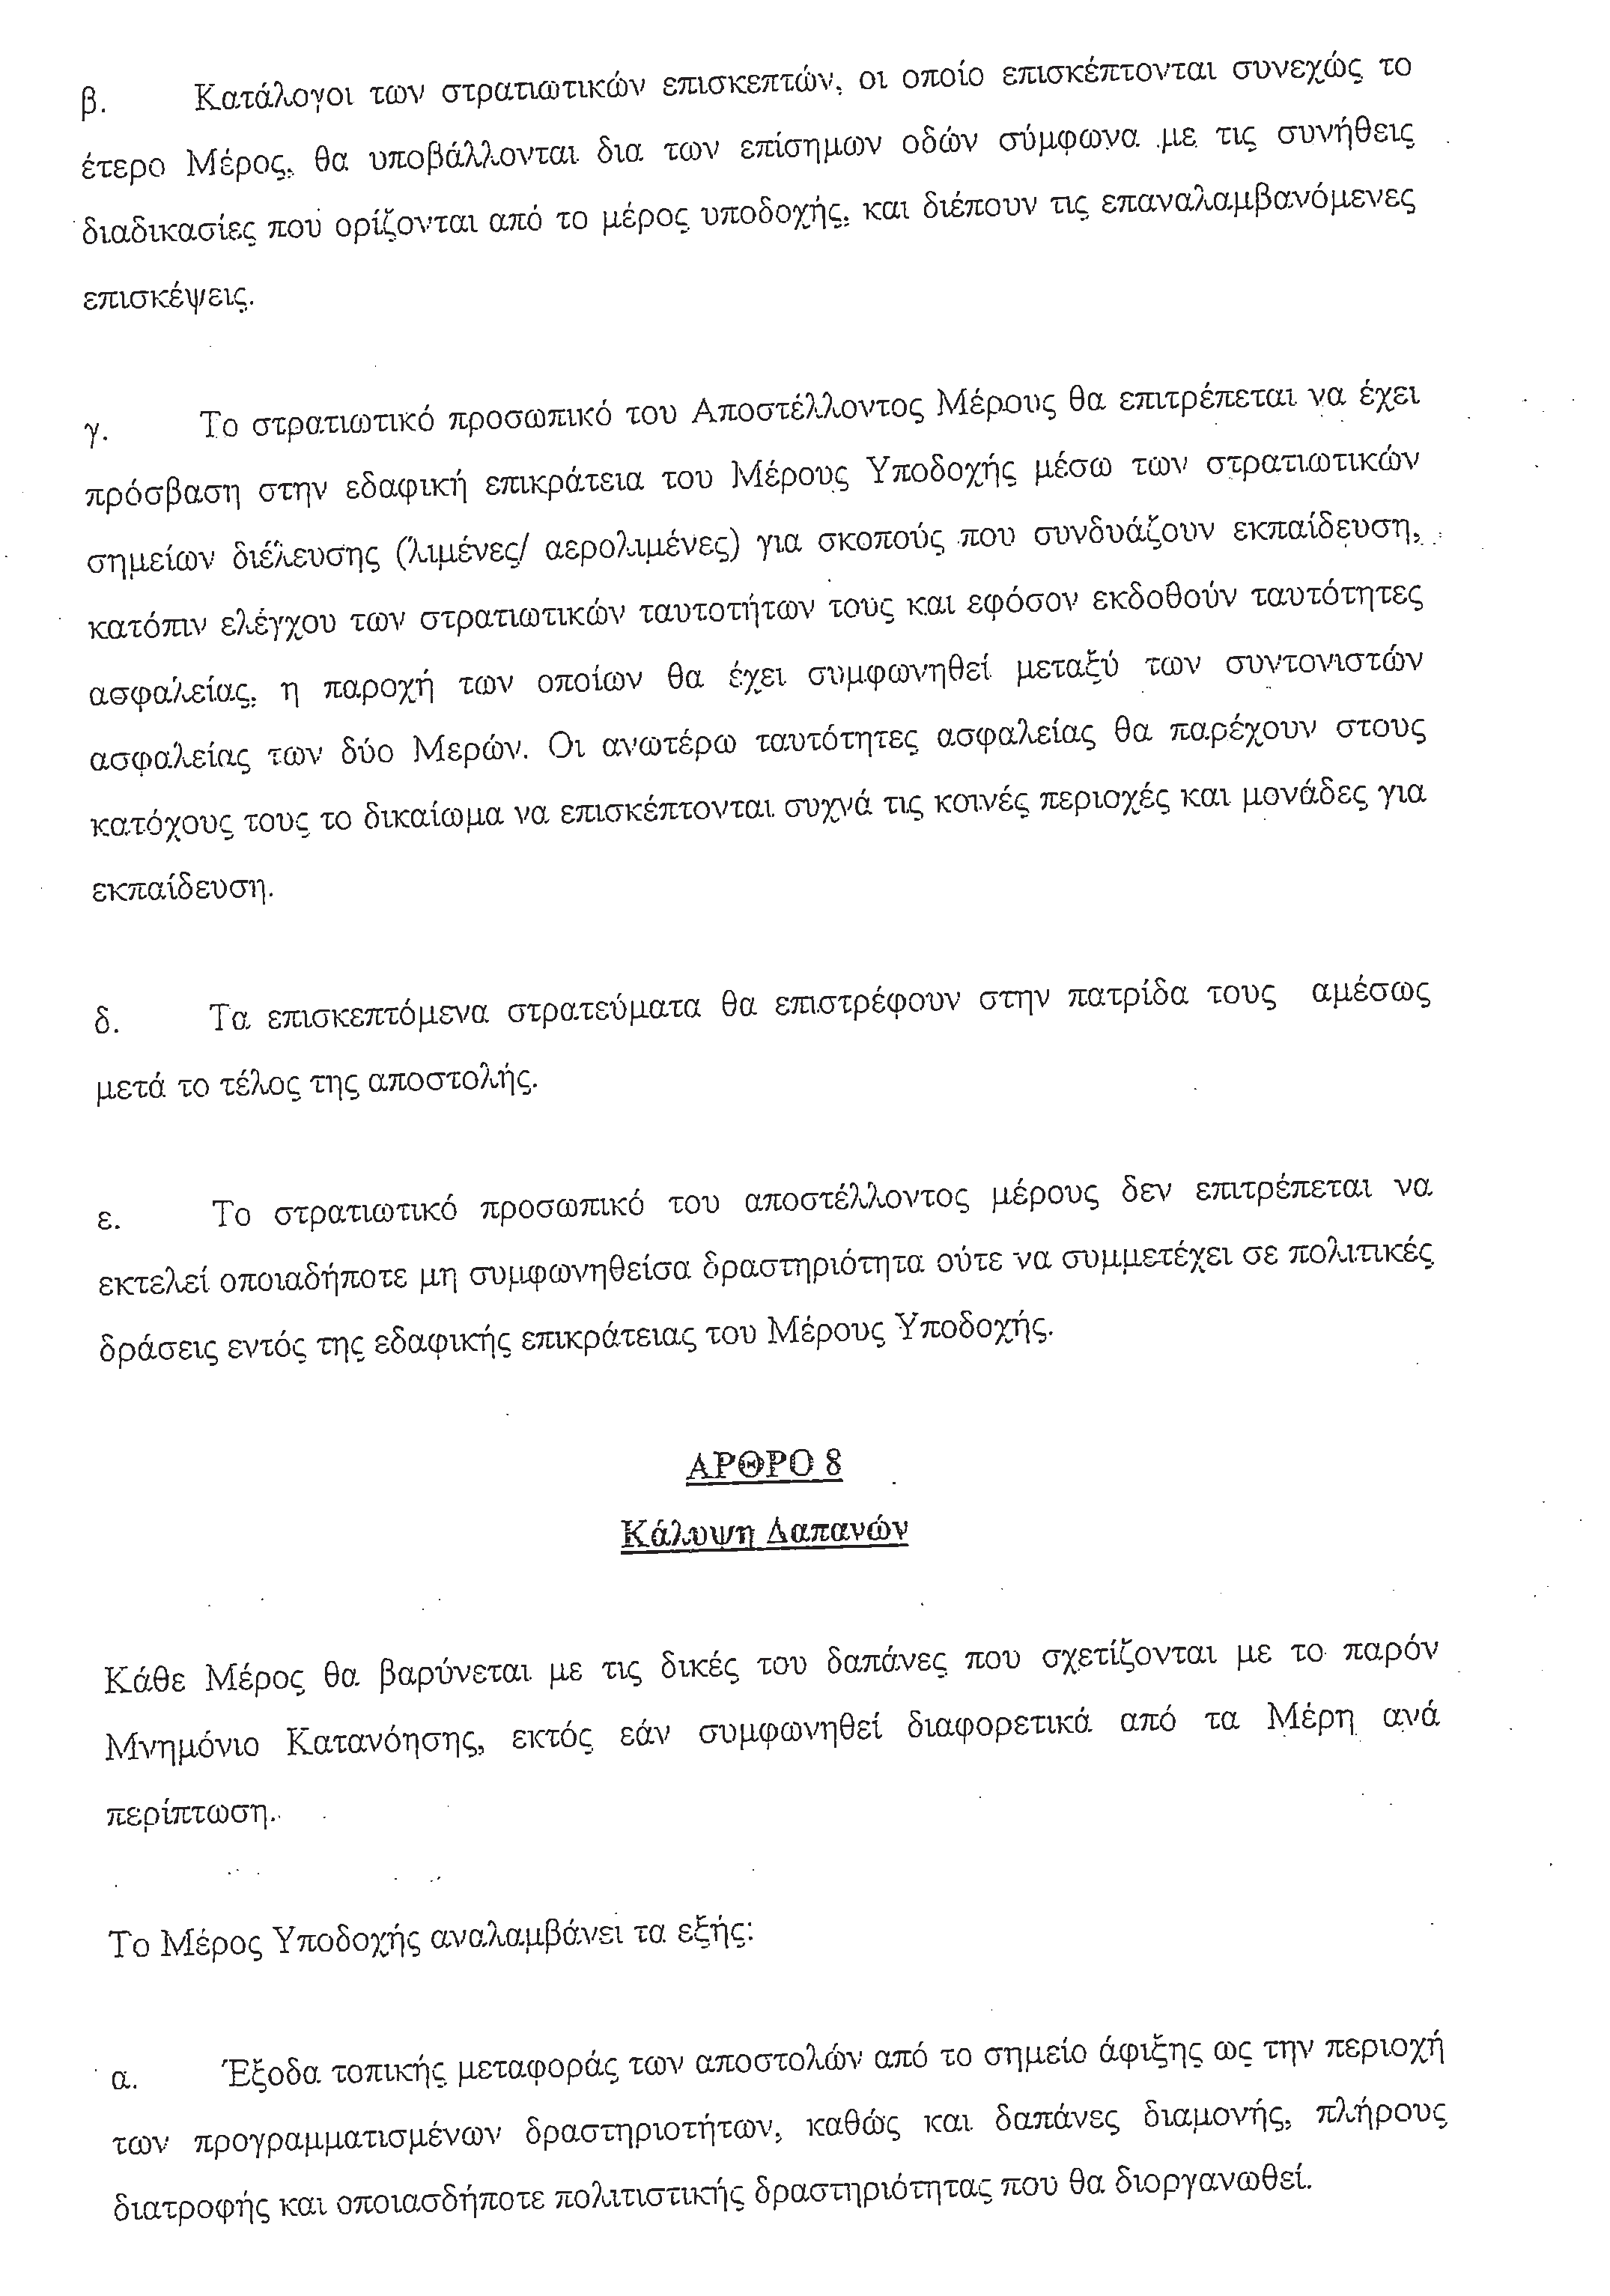 β. Κατάλογοι των στρατιωτικών επισκεπτών, οι οποίο επισκέπτονται συνεχώς το
έτερο Μέρος, θα υποβάλλονται δια των επίσημων οδών σύμφωνα με τις συνήθεις
διαδικασίες που ορίζονται από το μέρος υποδοχής, και διέπουν τις επαναλαμβανόμενες
επισκέψεις.
γ. Το στρατιωτικό προσωπικό του Αποστέλλοντος Μέρους θα επιτρέπεται να έχει
πρόσβαση στην εδαφική επικράτεια του Μέρους Υποδοχής μέσω των στρατιωτικών
σημείων διέλευσης (λιμένες/ αερολιμένες) για σκοπούς που συνδυάζουν εκπαίδευση,
κατόπιν ελέγχου των στρατιωτικών ταυτοτήτων τους και εφόσον εκδοθούν ταυτότητες
ασφαλείας, η παροχή των οποίων θα έχει συμφωνηθεί μεταξύ των συντονιστών
ασφαλείας των δύο Μερών. Οι ανωτέρω ταυτότητες ασφαλείας θα παρέχουν στους
κατόχους τους το δικαίωμα να επισκέπτονται συχνά τις κοινές περιοχές και μονάδες για
εκπαίδευση.
δ. Τα επισκεπτόμενα στρατεύματα θα επιστρέφουν στην πατρίδα τους αμέσως
μετά το τέλος της αποστολής.
ε. Το στρατιωτικό προσωπικό του αποστέλλοντος μέρους δεν επιτρέπεται να
εκτελεί οποιαδήποτε μη συμφωνηθείσα δραστηριότητα ούτε να συμμετέχει σε πολιτικές
δράσεις εντός της εδαφικής επικράτειας του Μέρους Υποδοχής.
ΑΡΘΡΟ 8
Κάλυψη Δαπανών
Κάθε Μέρος θα βαρύνεται με τις δικές του δαπάνες που σχετίζονται με το παρόν
Μνημόνιο Κατανόησης, εκτός εάν συμφωνηθεί διαφορετικά από τα Μέρη ανά
περίπτωση.
Το Μέρος Υποδοχής αναλαμβάνει τα εξής:
α. Έξοδα τοπικής μεταφοράς των αποστολών από το σημείο άφιξης ως την περιοχή
των προγραμματισμένων δραστηριοτήτων, καθώς και δαπάνες διαμονής, πλήρους
διατροφής και οποιασδήποτε πολιτιστικής δραστηριότητας που θα διοργανωθεί.